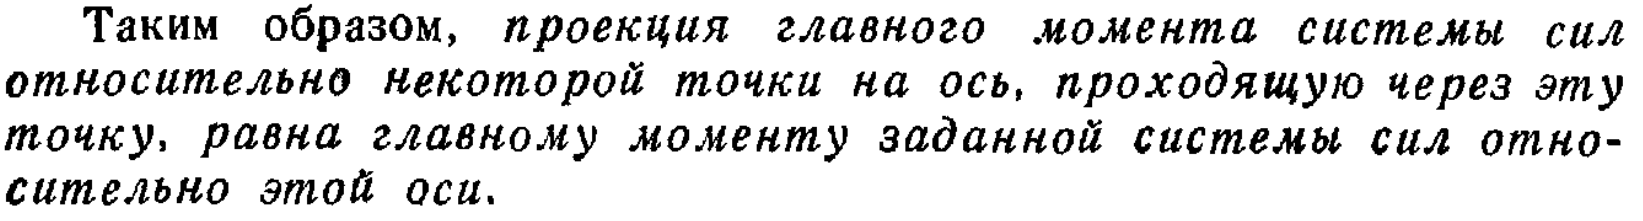 Таким образом, проекция главного момента системы сил
относительно некоторой точки на ось, проходящую через эту
точку, равна главному моменту заданной системы сил отно-
сительно этой оси.